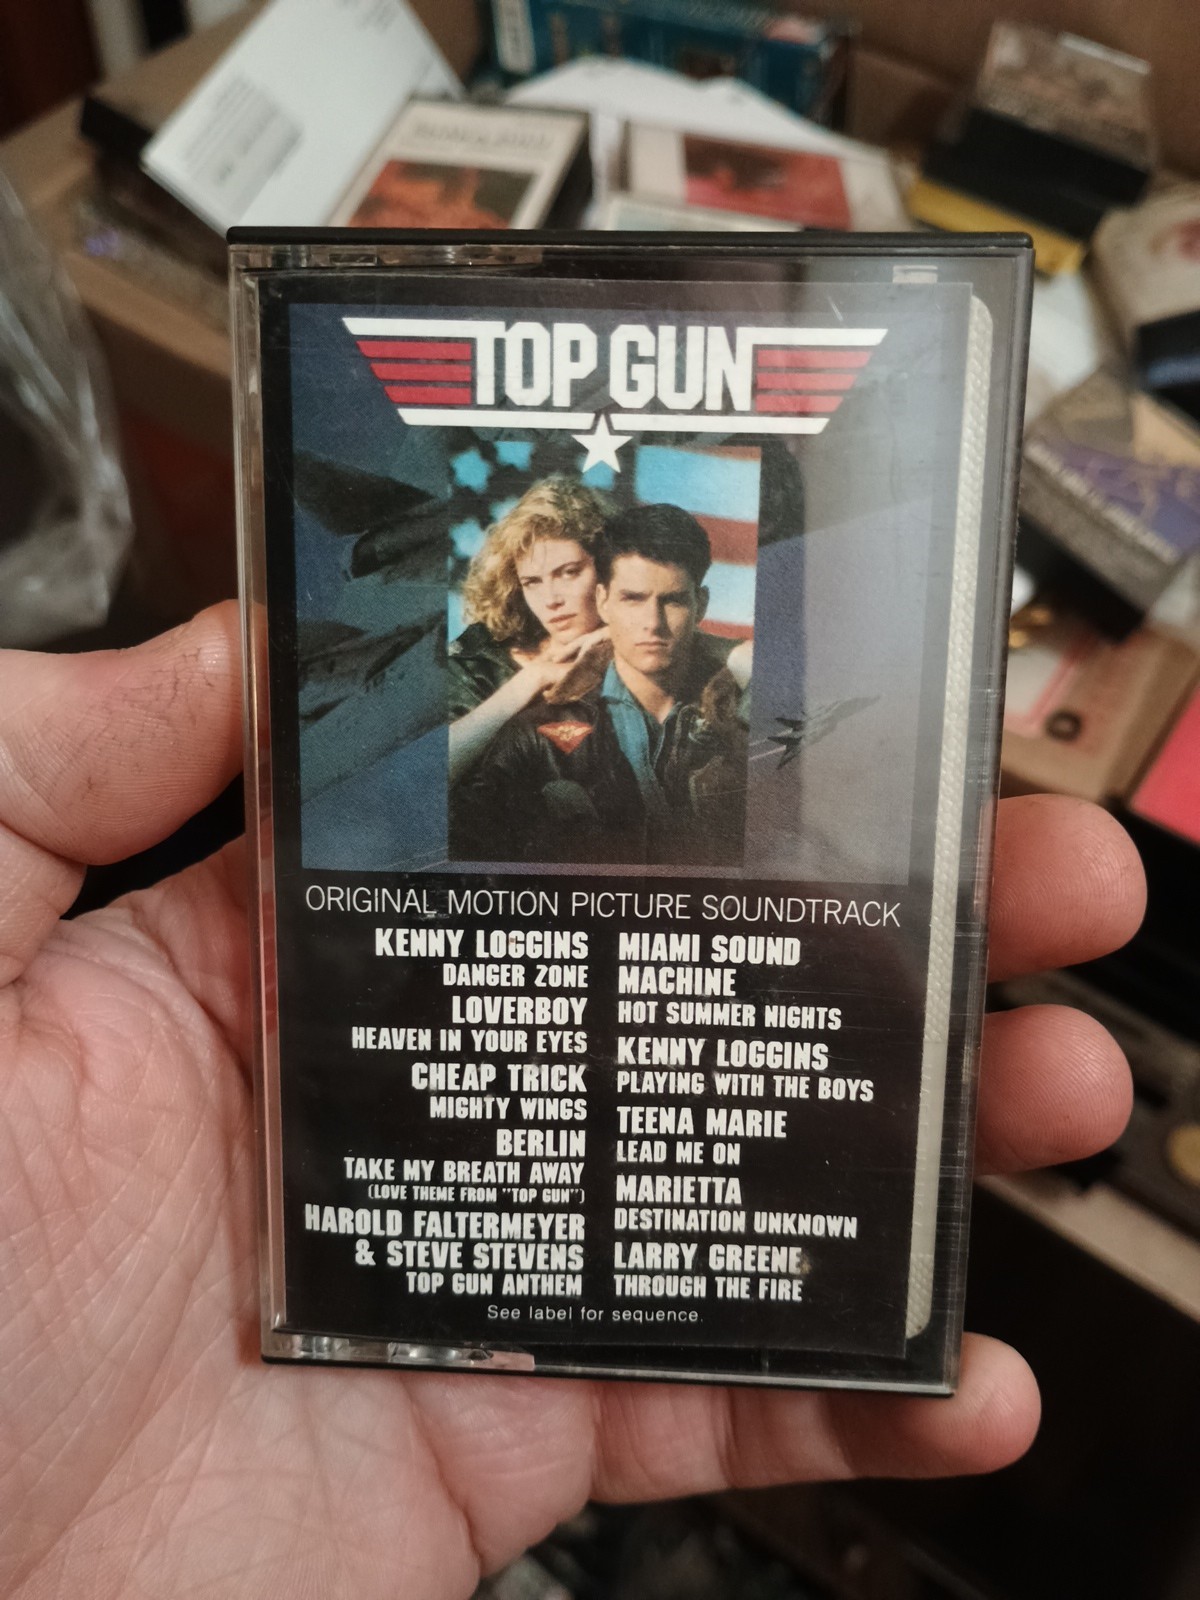 TOP GUN
ORIGINAL MOTION PICTURE SOUNDTRACK
KENNY LOGGINS
DANGER ZONE
LOVERBOY
HEAVEN IN YOUR EYES
CHEAP TRICK
MIGHTY WINGS
BERLIN
TAKE MY BREATH AWAY
(LOVE THEME FROM "TOP GUN")
HAROLD FALTERMEYER
& STEVE STEVENS
TOP GUN ANTHEM
MIAMI SOUND
MACHINE
HOT SUMMER NIGHTS
KENNY LOGGINS
PLAYING WITH THE BOYS
TEENA MARIE
LEAD ME ON
MARIETTA
DESTINATION UNKNOWN
LARRY GREENE
THROUGH THE FIRE
See label for sequence.